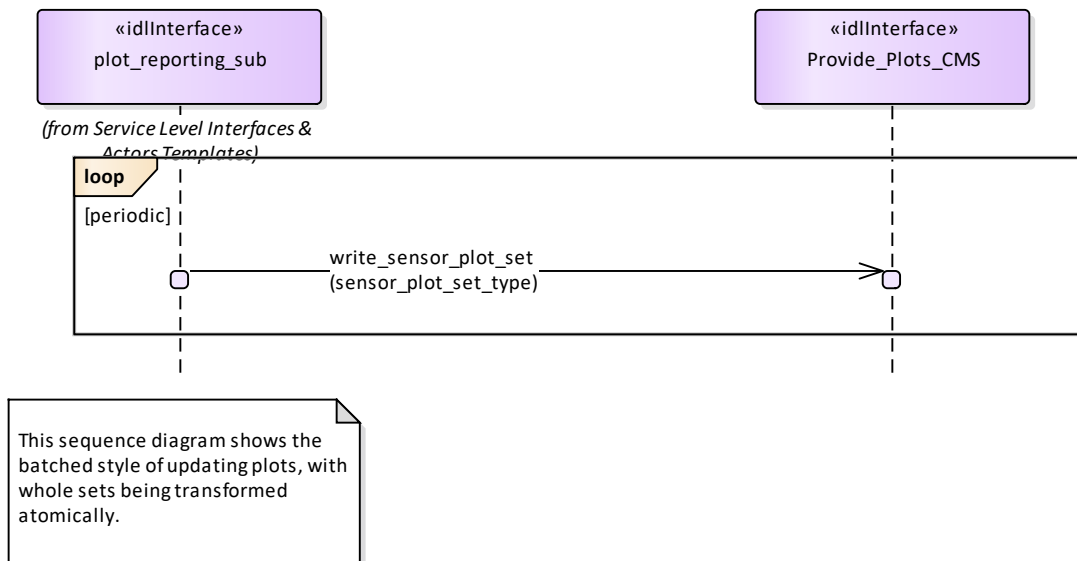 «idlInterface»
plot_reporting_sub
«idlInterface»
Provide_Plots_CMS
(from Service Level Interfaces &
Actors Templates)
loop
[periodic]
write_sensor_plot_set
(sensor_plot_set_type)
This sequence diagram shows the
batched style of updating plots, with
whole sets being transformed
atomically.